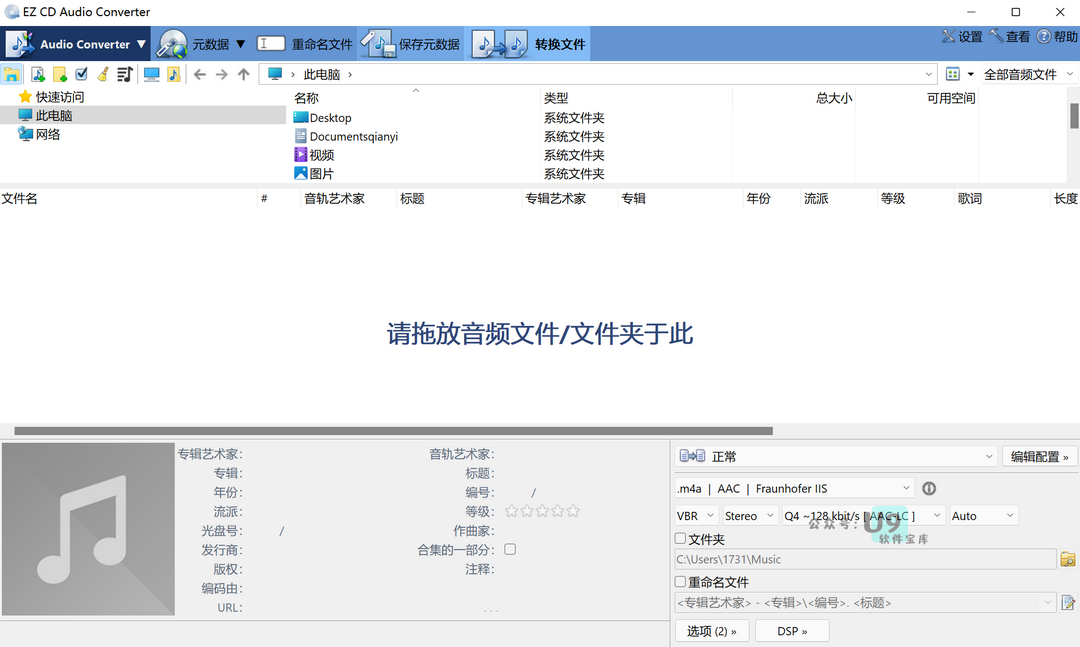 EZ CD Audio Converter
Audio Converter ▼ 元数据 ▼ 重命名文件 保存元数据 转换文件 设置 查看 帮助
此电脑 全部音频文件
快速访问
此电脑
网络
名称 类型 总大小 可用空间
Desktop 系统文件夹
Documentsqianyi 系统文件夹
视频 系统文件夹
图片 系统文件夹
文件名 # 音轨艺术家 标题 专辑艺术家 专辑 年份 流派 等级 歌词 长度
请拖放音频文件/文件夹于此
专辑艺术家: 音轨艺术家:
专辑: 标题:
年份: 编号: /
流派: 等级:
光盘号: / 作曲家:
发行商: 合集的一部分:
版权: 注释:
编码由:
URL: ...
正常 编辑配置 »
.m4a | AAC | Fraunhofer IIS
VBR Stereo Q4 ~128 kbit/s [ AAC-LC ] Auto
公众号: U9
软件宝库
文件夹
C:\Users\1731\Music
重命名文件
<专辑艺术家> - <专辑>\<编号>. <标题>
选项 (2) » DSP »